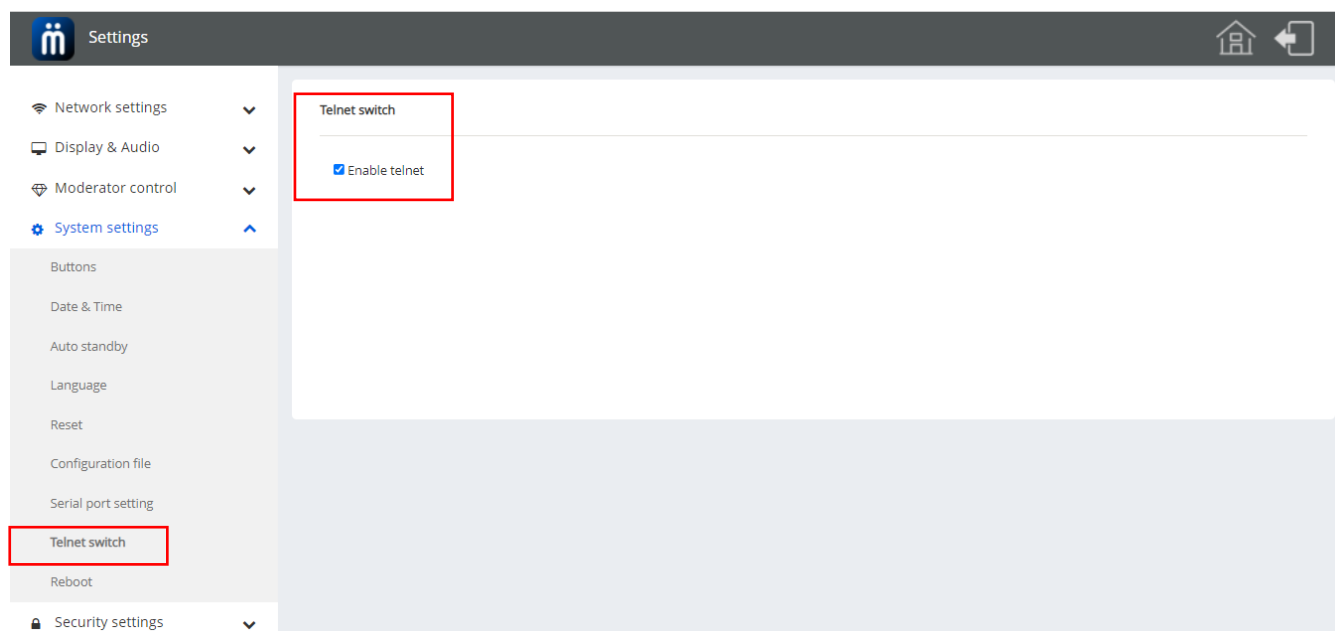 Settings
Network settings
Display & Audio
Moderator control
System settings
Buttons
Date & Time
Auto standby
Language
Reset
Configuration file
Serial port setting
Telnet switch
Reboot
Security settings
Telnet switch
Enable telnet